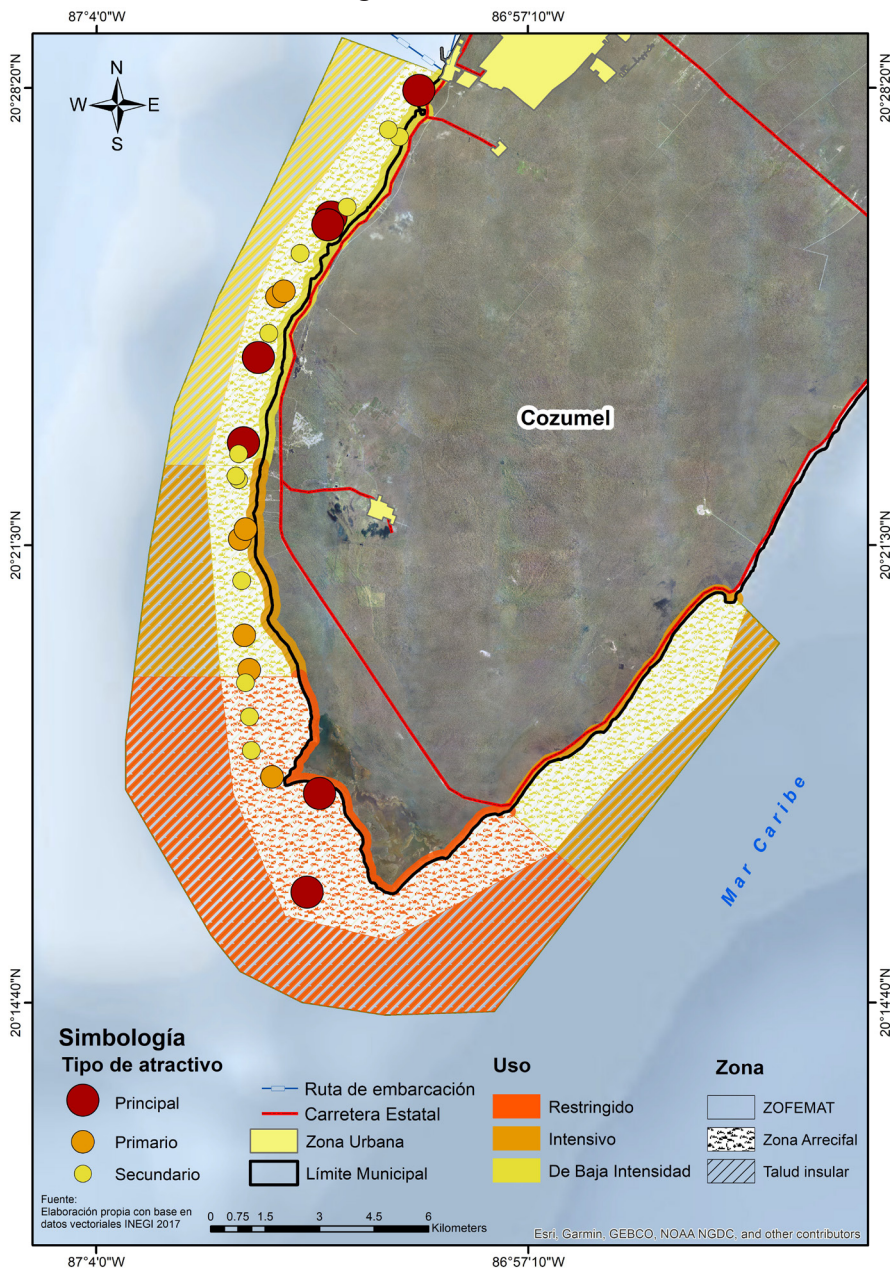 87°4'0"W
86°57'10"W
20°28'20"N
20°28'20"N
N
W
E
S
Cozumel
20°21'30"N
20°21'30"N
Mar Caribe
20°14'40"N
20°14'40"N
Simbología
Tipo de atractivo
Principal
Primario
Secundario
Ruta de embarcación
Carretera Estatal
Zona Urbana
Límite Municipal
Uso
Restringido
Intensivo
De Baja Intensidad
Zona
ZOFEMAT
Zona Arrecifal
Talud insular
Fuente:
Elaboración propia con base en
datos vectoriales INEGI 2017
0 0.75 1.5 3 4.5 6
Kilometers
Esri, Garmin, GEBCO, NOAA NGDC, and other contributors
87°4'0"W
86°57'10"W